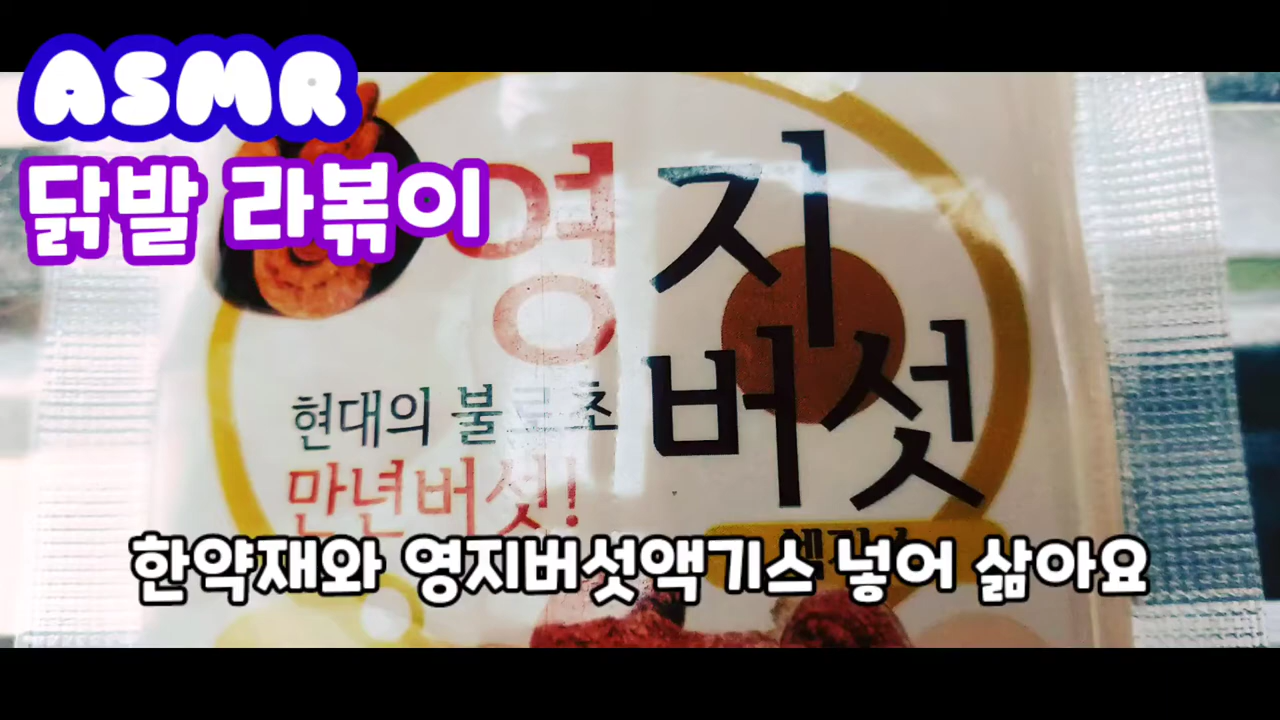 ASMR
닭발 라볶이
영지
버섯
현대의 불로초
만년버섯!
한약재와 영지버섯액기스 넣어 삶아요